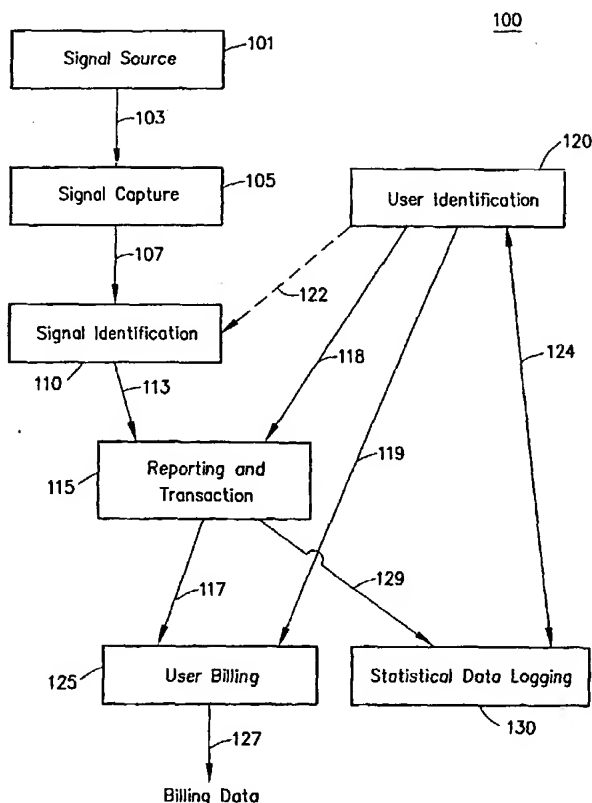 100
Signal Source
101
103
120
Signal Capture
105
User Identification
107
122
Signal Identification
118
124
110
113
119
Reporting and
Transaction
115
129
117
User Billing
Statistical Data Logging
125
127
130
Billing Data